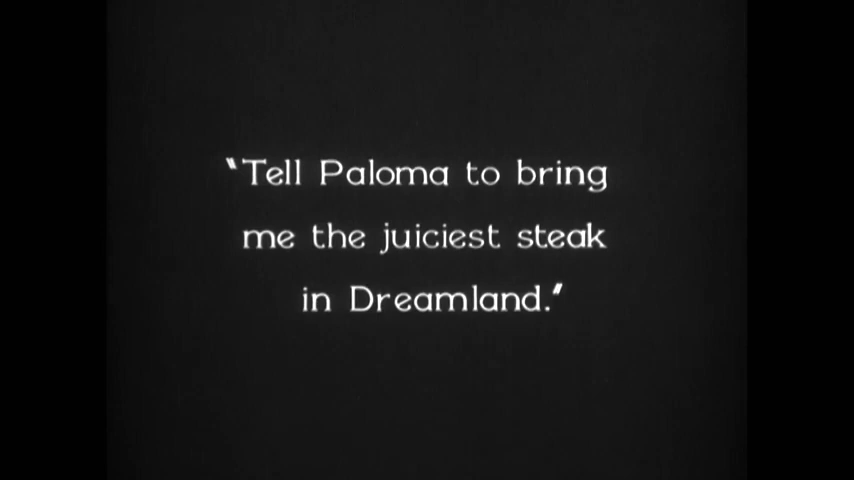 "Tell Paloma to bring
me the juiciest steak
in Dreamland."